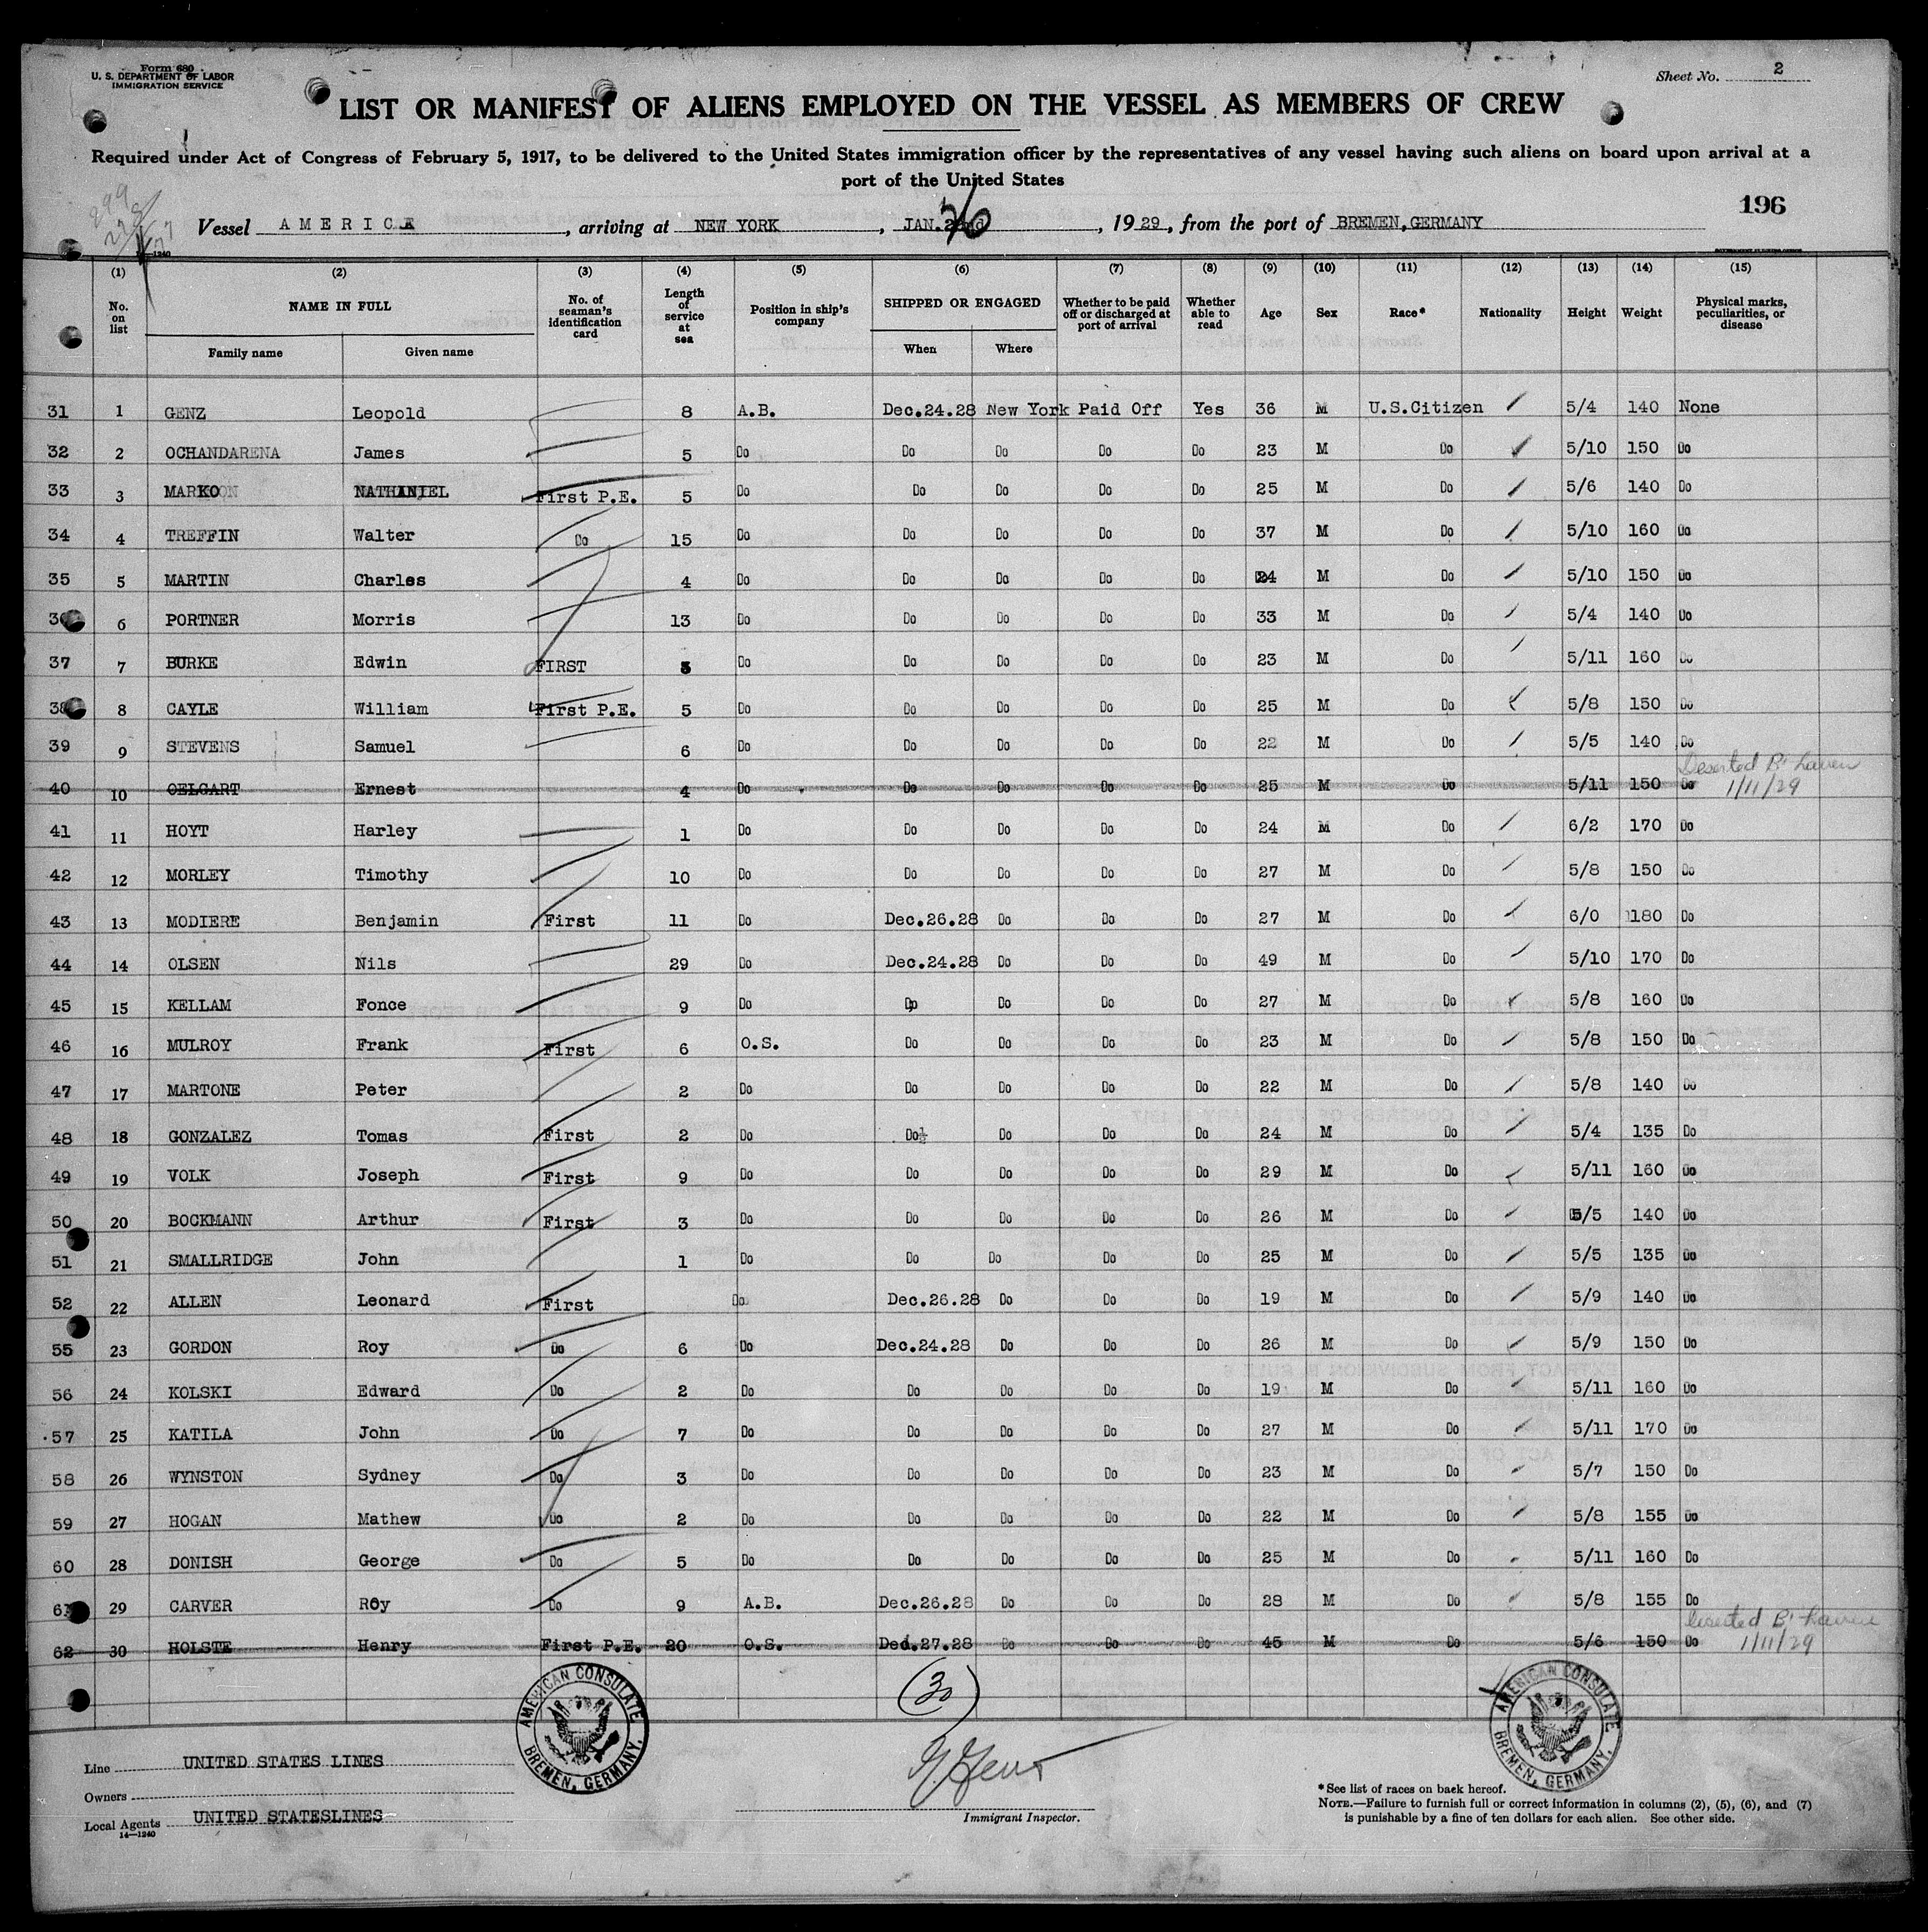 Form 680
U. S. DEPARTMENT OF LABOR
IMMIGRATION SERVICE
Sheet No. 2
LIST OR MANIFEST OF ALIENS EMPLOYED ON THE VESSEL AS MEMBERS OF CREW
Required under Act of Congress of February 5, 1917, to be delivered to the United States immigration officer by the representatives of any vessel having such aliens on board upon arrival at a
port of the United States
196
Vessel AMERICA, arriving at NEW YORK, JAN. 26, 1929, from the port of BREMEN, GERMANY
14-1240
(1) (2) (3) (4) (5) (6) (7) (8) (9) (10) (11) (12) (13) (14) (15)
No. on list NAME IN FULL Family name Given name No. of seaman's identification card Length of service at sea Position in ship's company SHIPPED OR ENGAGED When Where Whether to be paid off or discharged at port of arrival Whether able to read Age Sex Race* Nationality Height Weight Physical marks, peculiarities, or disease
31 1 GENZ Leopold 8 A.B. Dec.24.28 New York Paid Off Yes 36 M U.S.Citizen 5/4 140 None
32 2 OCHANDARENA James 5 Do Do Do Do Do 23 M Do 5/10 150 Do
33 3 MARKO NATHANIEL First P.E. 5 Do Do Do Do Do 25 M Do 5/6 140 Do
34 4 TREFFIN Walter Do 15 Do Do Do Do Do 37 M Do 5/10 160 Do
35 5 MARTIN Charles 4 Do Do Do Do Do 24 M Do 5/10 150 Do
36 6 PORTNER Morris 13 Do Do Do Do Do 33 M Do 5/4 140 Do
37 7 BURKE Edwin FIRST 3 Do Do Do Do Do 23 M Do 5/11 160 Do
38 8 CAYLE William First P.E. 5 Do Do Do Do Do 25 M Do 5/8 150 Do
39 9 STEVENS Samuel 6 Do Do Do Do Do 22 M Do 5/5 140 Do
Deserted B'haven
40 10 OELGART Ernest 4 Do Do Do Do Do 25 M Do 5/11 150 Do 1/11/29
41 11 HOYT Harley 1 Do Do Do Do Do 24 M Do 6/2 170 Do
42 12 MORLEY Timothy 10 Do Do Do Do Do 27 M Do 5/8 150 Do
43 13 MODIERE Benjamin First 11 Do Dec.26.28 Do Do Do 27 M Do 6/0 180 Do
44 14 OLSEN Nils 29 Do Dec.24.28 Do Do Do 49 M Do 5/10 170 Do
45 15 KELLAM Fonce 9 Do Do Do Do Do 27 M Do 5/8 160 Do
46 16 MULROY Frank First 6 O.S. Do Do Do Do 23 M Do 5/8 150 Do
47 17 MARTONE Peter 2 Do Do Do Do Do 22 M Do 5/8 140 Do
48 18 GONZALEZ Tomas First 2 Do Do Do Do Do 24 M Do 5/4 135 Do
49 19 VOLK Joseph First 9 Do Do Do Do Do 29 M Do 5/11 160 Do
50 20 BOCKMANN Arthur First 3 Do Do Do Do Do 26 M Do 5/5 140 Do
51 21 SMALLRIDGE John 1 Do Do Do Do Do 25 M Do 5/5 135 Do
52 22 ALLEN Leonard First Do Dec.26.28 Do Do Do 19 M Do 5/9 140 Do
55 23 GORDON Roy Do 6 Do Dec.24.28 Do Do Do 26 M Do 5/9 150 Do
56 24 KOLSKI Edward Do 2 Do Do Do Do Do 19 M Do 5/11 160 Do
57 25 KATILA John Do 7 Do Do Do Do Do 27 M Do 5/11 170 Do
58 26 WYNSTON Sydney Do 3 Do Do Do Do Do 23 M Do 5/7 150 Do
59 27 HOGAN Mathew Do 2 Do Do Do Do Do 22 M Do 5/8 155 Do
60 28 DONISH George Do 5 Do Do Do Do Do 25 M Do 5/11 160 Do
61 29 CARVER ROy Do 9 A.B. Dec.26.28 Do Do Do 28 M Do 5/8 155 Do
Deserted B'haven
62 30 HOLSTE Henry First P.E. 20 O.S. Dec.27.28 Do Do Do 45 M Do 5/6 150 Do 1/11/29
30
AMERICAN CONSULATE BREMEN, GERMANY.
AMERICAN CONSULATE BREMEN, GERMANY.
Line UNITED STATES LINES
Owners
Local Agents UNITED STATESLINES
14-1240
Immigrant Inspector.
*See list of races on back hereof.
NOTE.—Failure to furnish full or correct information in columns (2), (5), (6), and (7)
is punishable by a fine of ten dollars for each alien. See other side.